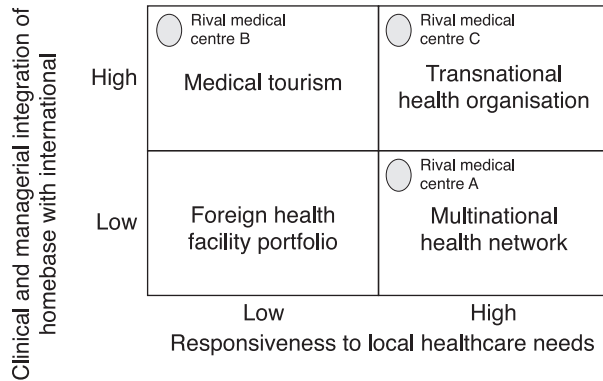 Clinical and managerial integration of
homebase with international
High
Low
Rival medical
centre B
Medical tourism
Rival medical
centre C
Transnational
health organisation
Foreign health
facility portfolio
Rival medical
centre A
Multinational
health network
Low
High
Responsiveness to local healthcare needs